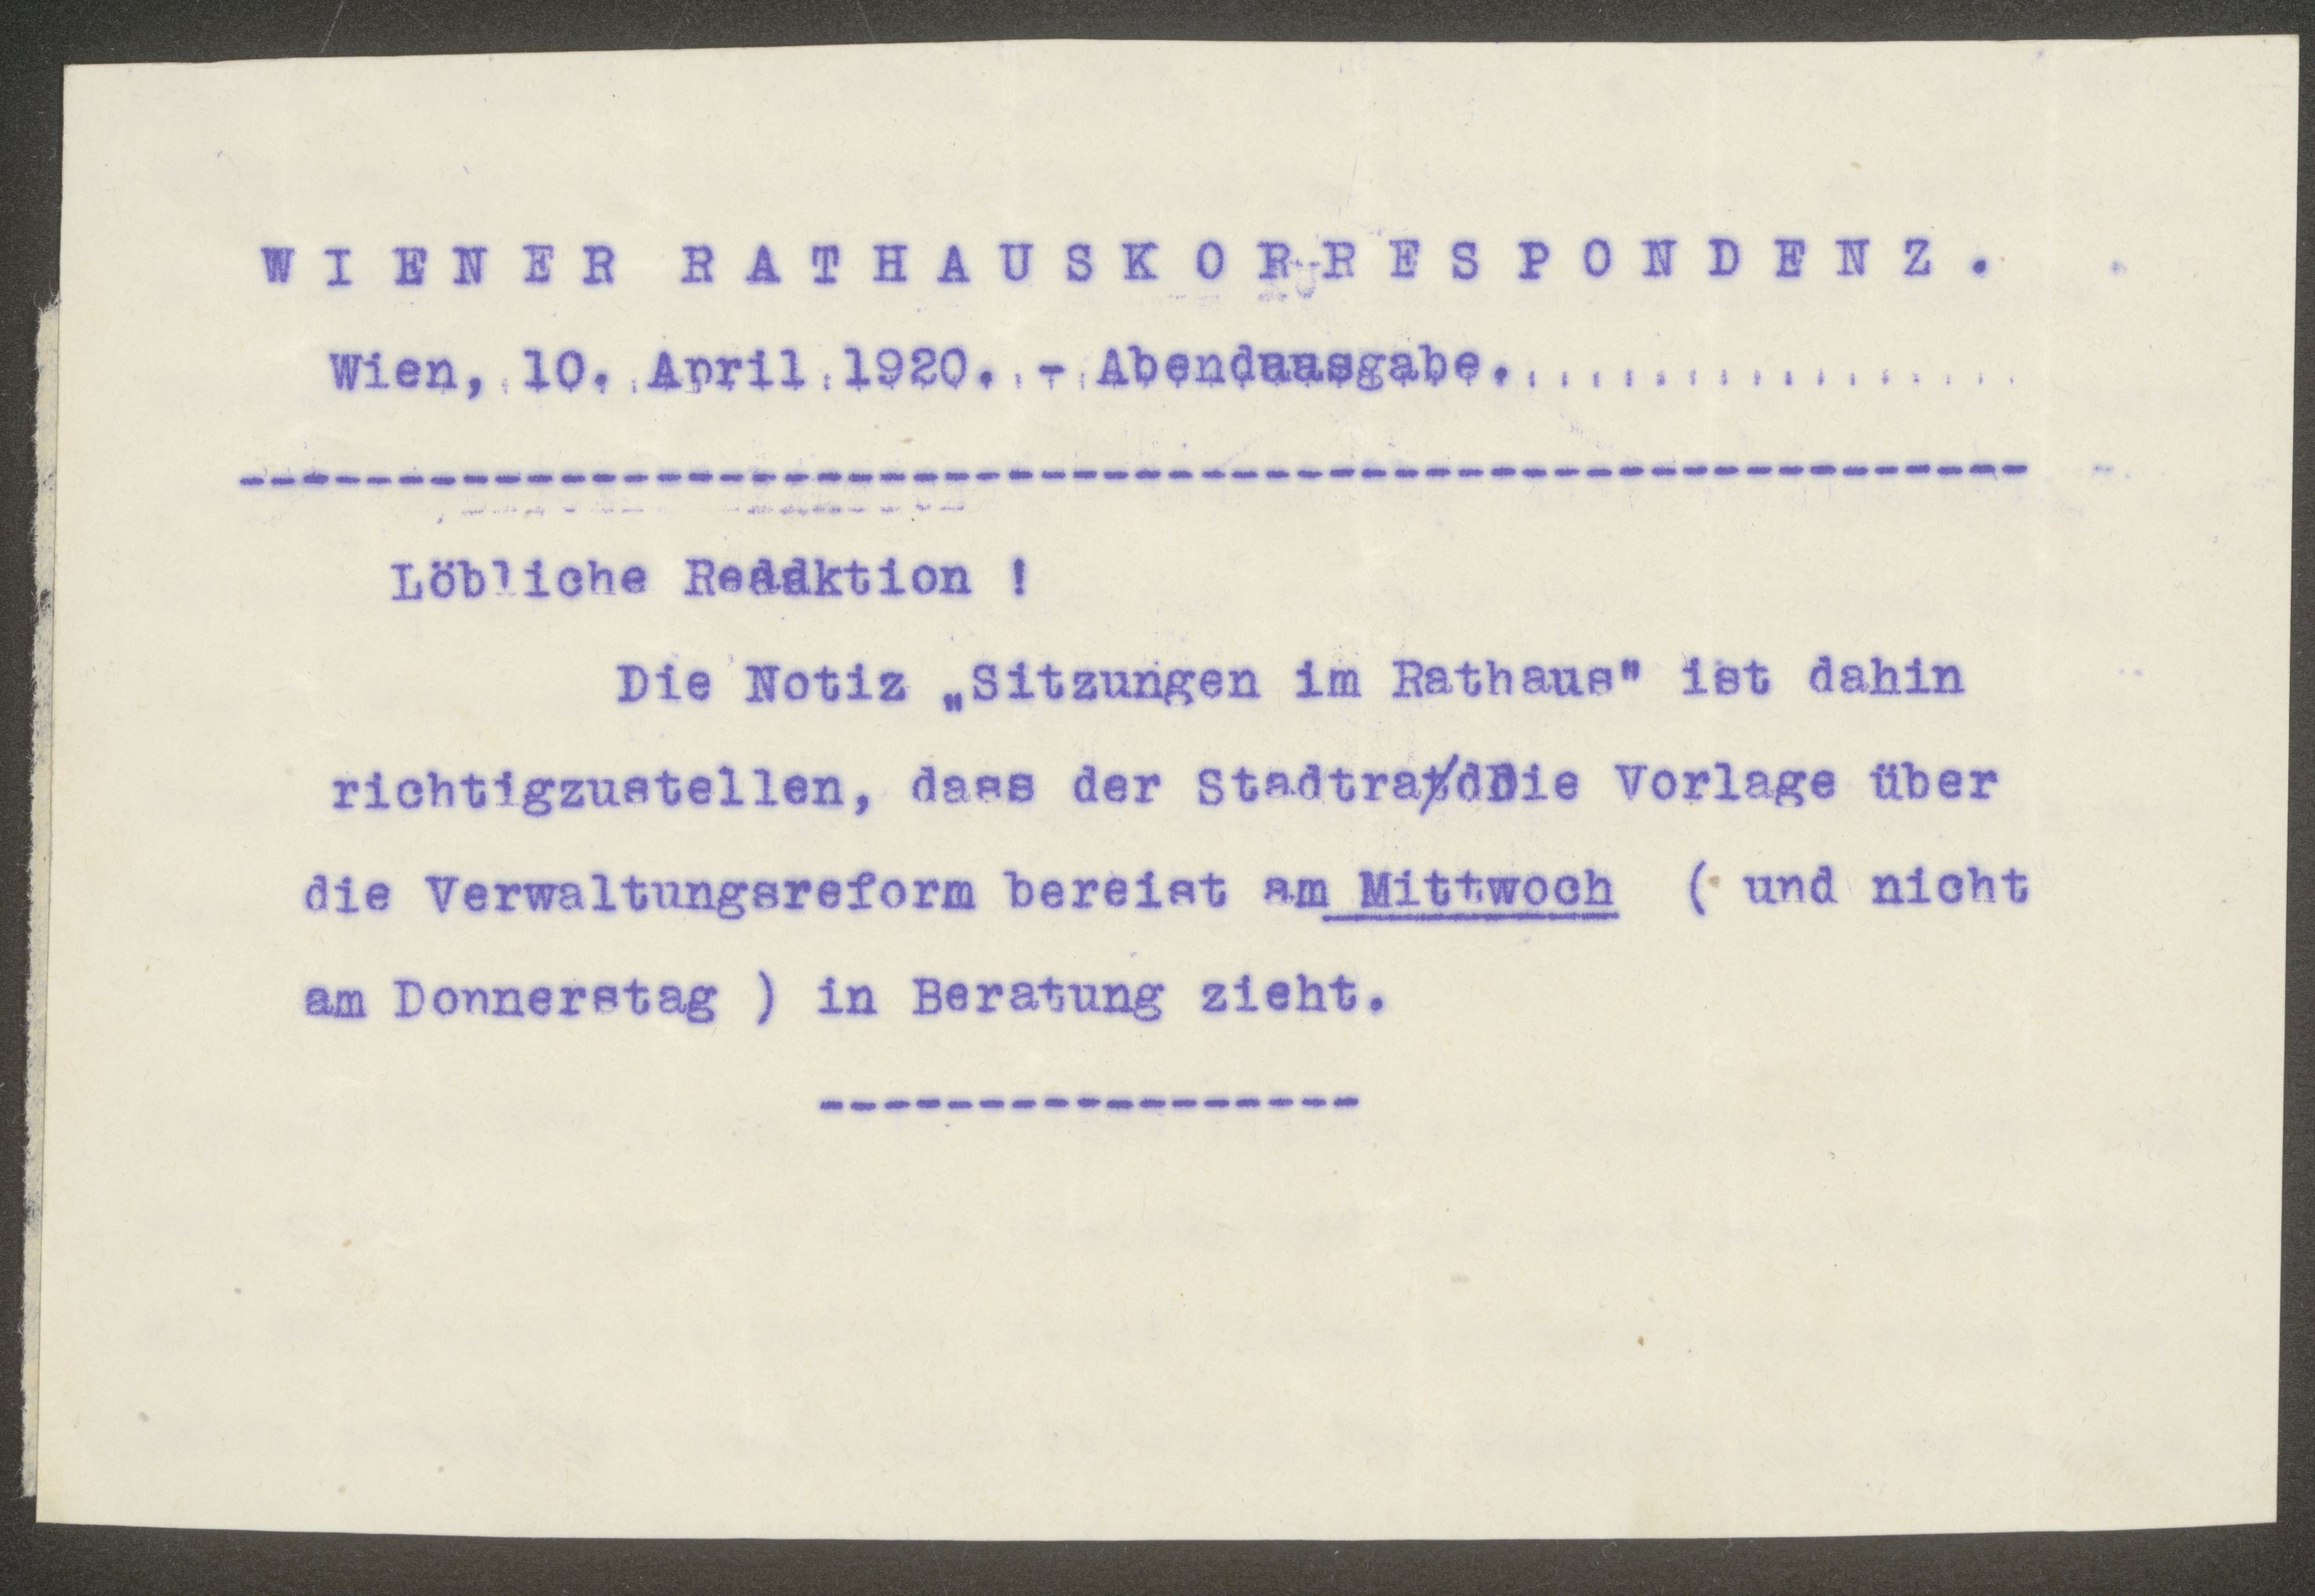 WIENER RATHAUSKORRESPONDENZ.
Wien, 10. April 1920. - Abendausgabe.
--------------------------------------------------------
Löbliche Redaktion !
Die Notiz „Sitzungen im Rathaus" ist dahin
richtigzustellen, dass der Stadtrat die Vorlage über
die Verwaltungsreform bereist am Mittwoch ( und nicht
am Donnerstag ) in Beratung zieht.
-----------------